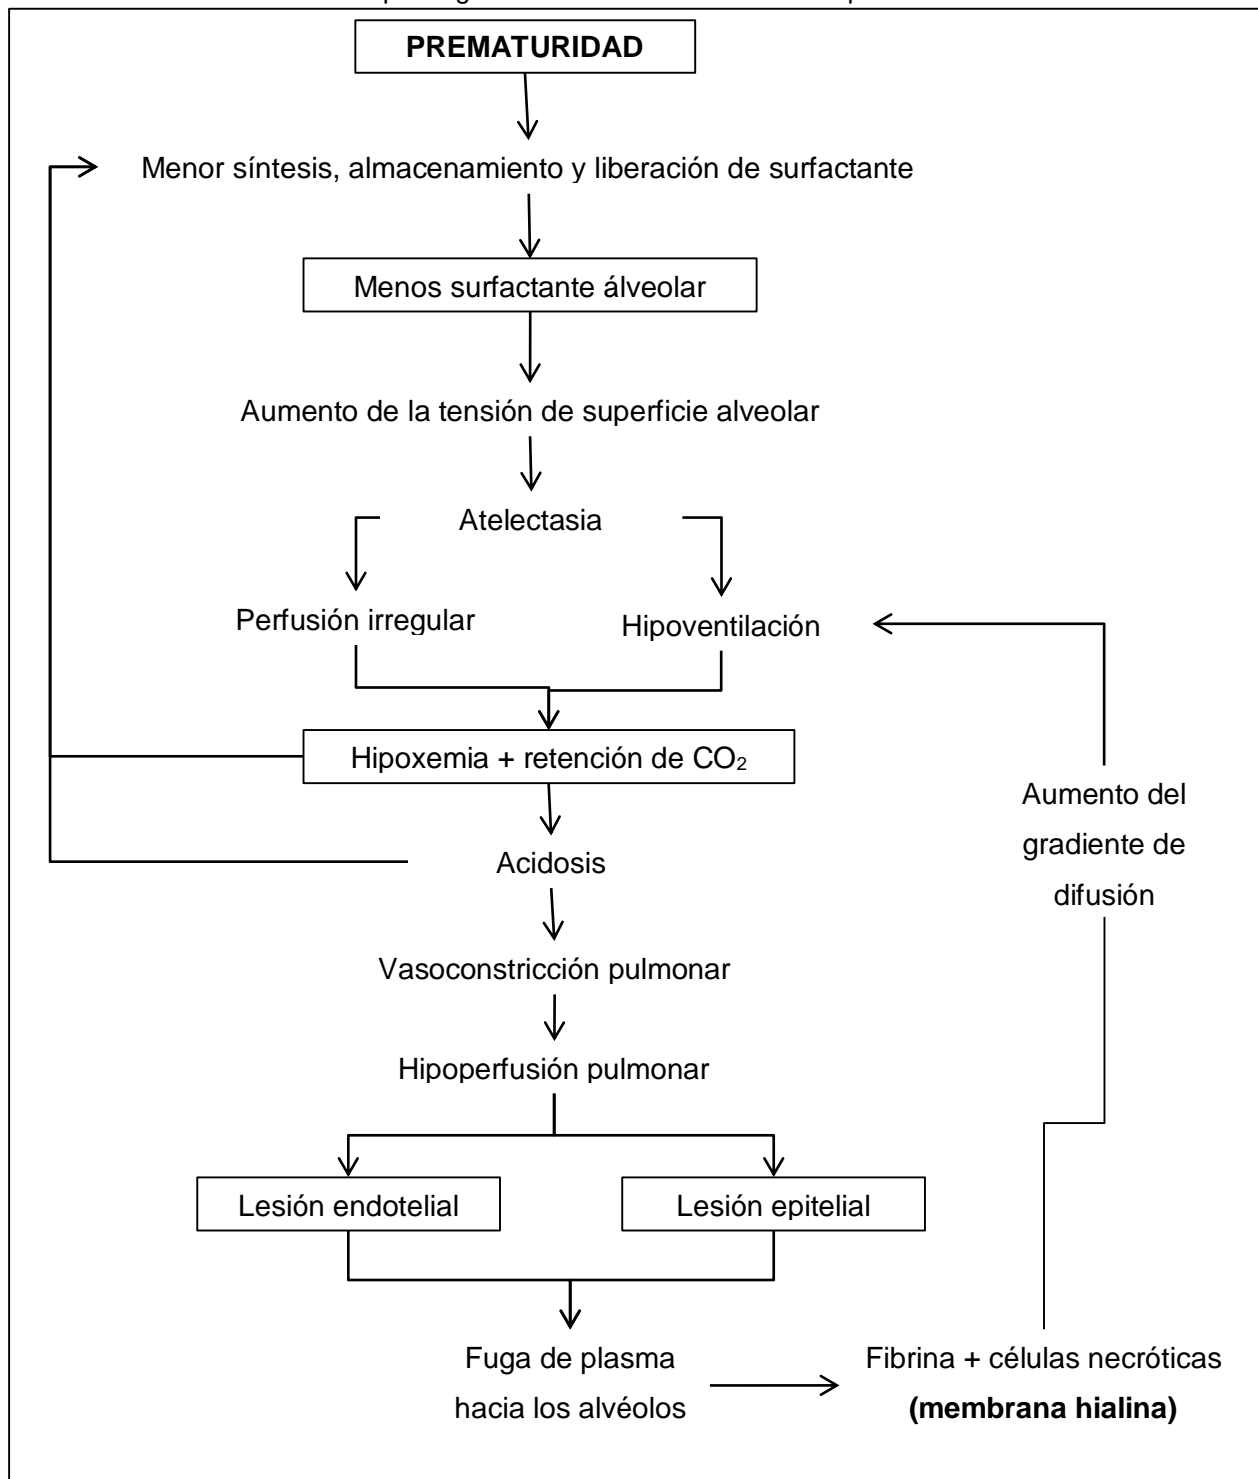 PREMATURIDAD
Menor síntesis, almacenamiento y liberación de surfactante
Menos surfactante álveolar
Aumento de la tensión de superficie alveolar
Atelectasia
Perfusión irregular
Hipoventilación
Hipoxemia + retención de CO₂
Aumento del
gradiente de
difusión
Acidosis
Vasoconstricción pulmonar
Hipoperfusión pulmonar
Lesión endotelial
Lesión epitelial
Fuga de plasma
hacia los alvéolos
Fibrina + células necróticas
(membrana hialina)